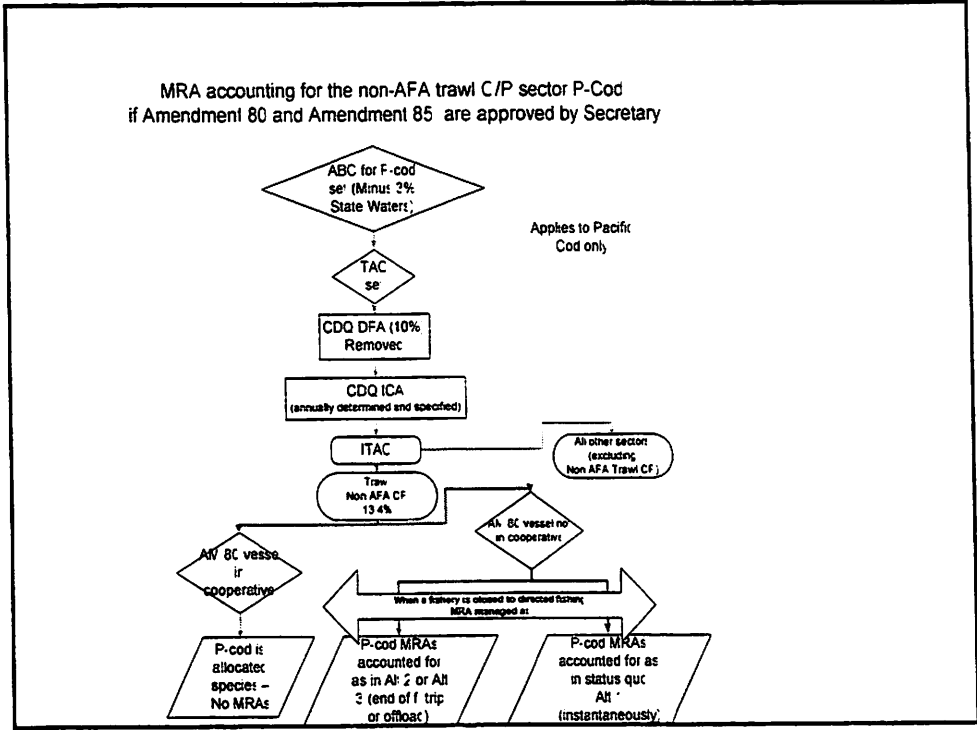 MRA accounting for the non-AFA trawl C/P sector P-Cod
if Amendment 80 and Amendment 85 are approved by Secretary
ABC for P-cod
set (Minus 3%
State Waters)
Applies to Pacific
Cod only
TAC
set
CDQ DFA (10%
Removed
CDQ ICA
(annually determined and specified)
ITAC
All other sectors
(excluding
Non AFA Trawl CP)
Trawl
Non AFA CP
13.4%
AM 80 vessel not
in cooperative
AM 80 vessel
in
cooperative
When a fishery is closed to directed fishing
MRA managed at
P-cod is
allocated
species –
No MRAs
P-cod MRAs
accounted for
as in Alt 2 or Alt
3 (end of f trip
or offload)
P-cod MRAs
accounted for as
in status quo
Alt 1
(instantaneously)